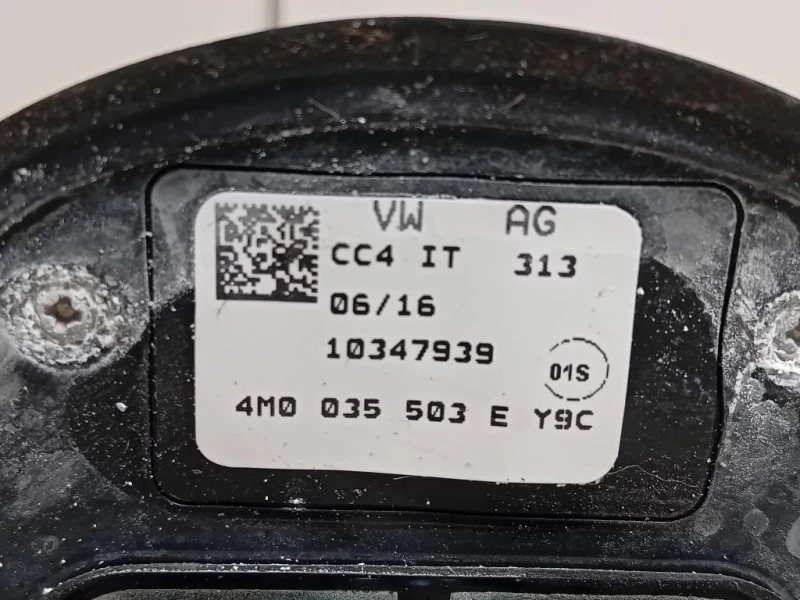 VW AG
CC4 IT 313
06/16
10347939
01S
4M0 035 503 E Y9C